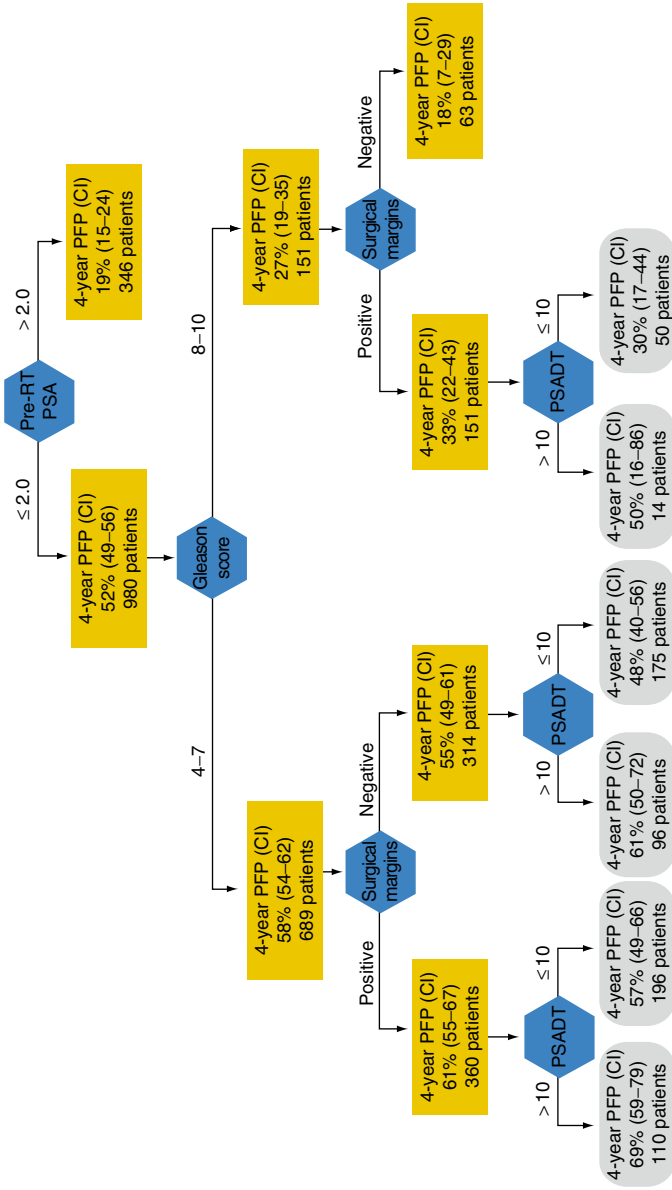 Pre-RT
PSA
≤ 2.0
> 2.0
4-year PFP (CI)
52% (49–56)
980 patients
4-year PFP (CI)
19% (15–24)
346 patients
Gleason
score
4–7
8–10
4-year PFP (CI)
58% (54–62)
689 patients
4-year PFP (CI)
27% (19–35)
151 patients
Surgical
margins
Positive
Negative
Surgical
margins
Positive
Negative
4-year PFP (CI)
61% (55–67)
360 patients
4-year PFP (CI)
55% (49–61)
314 patients
4-year PFP (CI)
33% (22–43)
151 patients
4-year PFP (CI)
18% (7–29)
63 patients
PSADT
> 10
≤ 10
PSADT
> 10
≤ 10
PSADT
> 10
≤ 10
4-year PFP (CI)
69% (59–79)
110 patients
4-year PFP (CI)
57% (49–66)
196 patients
4-year PFP (CI)
61% (50–72)
96 patients
4-year PFP (CI)
48% (40–56)
175 patients
4-year PFP (CI)
50% (16–86)
14 patients
4-year PFP (CI)
30% (17–44)
50 patients